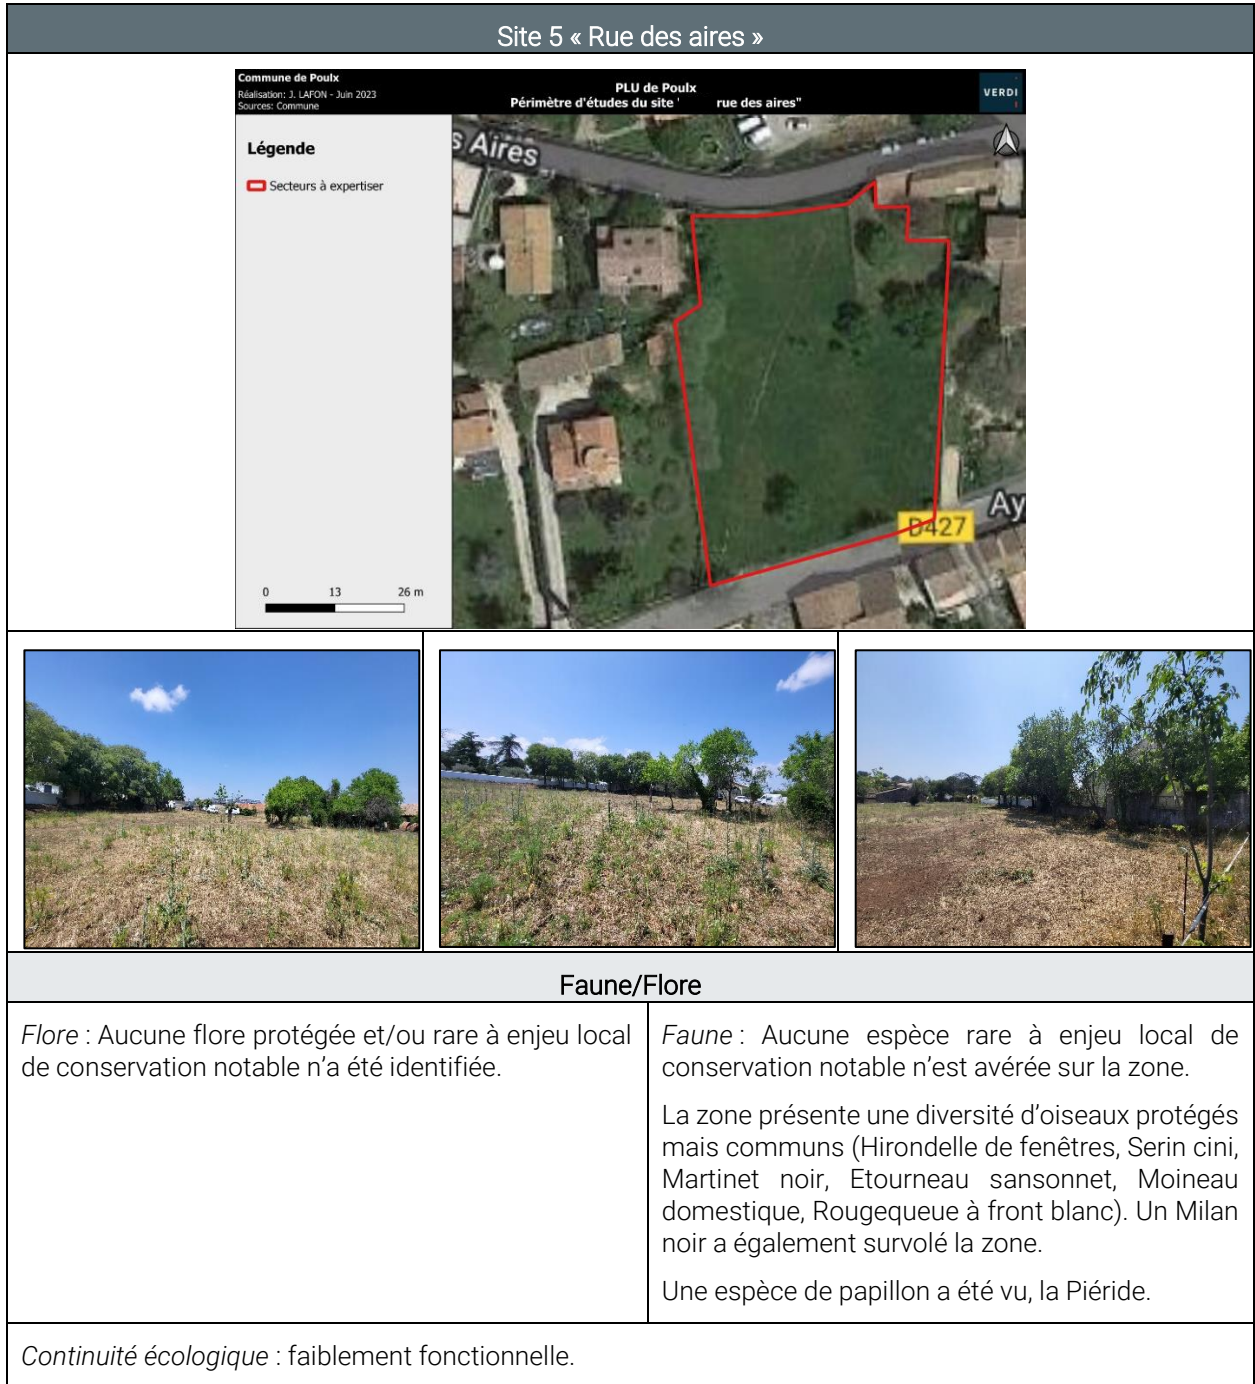 Site 5 « Rue des aires »
Commune de Poulx
Réalisation: J. LAFON - Juin 2023
Sources: Commune
PLU de Poulx
Périmètre d'études du site ' rue des aires"
VERDI
Légende
Secteurs à expertiser
s Aires
D427
Ay
0 13 26 m
Faune/Flore
Flore : Aucune flore protégée et/ou rare à enjeu local
de conservation notable n’a été identifiée.
Faune : Aucune espèce rare à enjeu local de
conservation notable n’est avérée sur la zone.
La zone présente une diversité d’oiseaux protégés
mais communs (Hirondelle de fenêtres, Serin cini,
Martinet noir, Etourneau sansonnet, Moineau
domestique, Rougequeue à front blanc). Un Milan
noir a également survolé la zone.
Une espèce de papillon a été vu, la Piéride.
Continuité écologique : faiblement fonctionnelle.